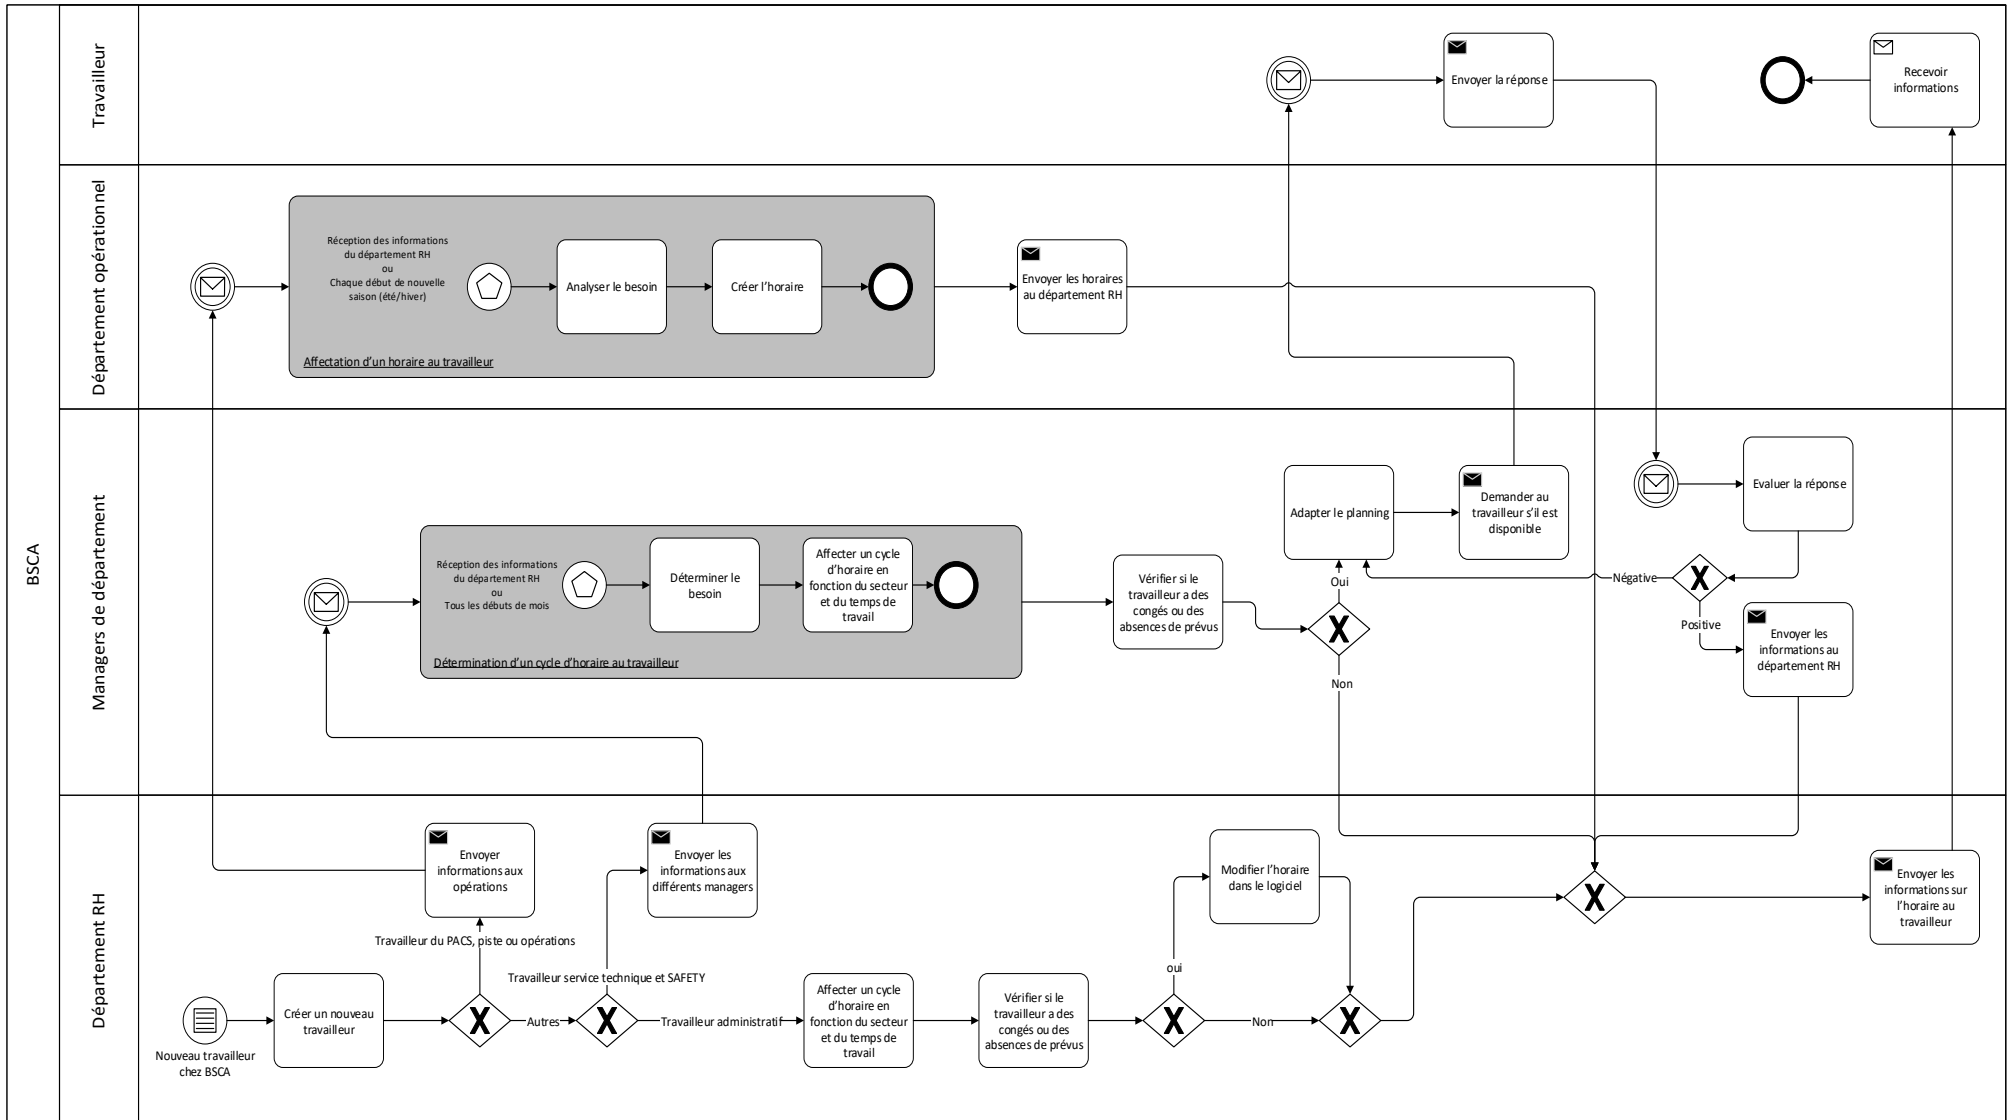 BSCA
Travailleur
Envoyer la réponse
Recevoir
informations
Département opérationnel
Réception des informations
du département RH
ou
Chaque début de nouvelle
saison (été/hiver)
Analyser le besoin
Créer l'horaire
Affectation d'un horaire au travailleur
Envoyer les horaires
au département RH
Managers de département
Réception des informations
du département RH
ou
Tous les débuts de mois
Déterminer le
besoin
Affecter un cycle
d'horaire en
fonction du secteur
et du temps de
travail
Détermination d'un cycle d'horaire au travailleur
Vérifier si le
travailleur a des
congés ou des
absences de prévus
Oui
Non
Adapter le planning
Demander au
travailleur s'il est
disponible
Evaluer la réponse
Négative
Positive
Envoyer les
informations au
département RH
Département RH
Nouveau travailleur
chez BSCA
Créer un nouveau
travailleur
Travailleur du PACS, piste ou opérations
Envoyer
informations aux
opérations
Autres
Travailleur service technique et SAFETY
Envoyer les
informations aux
différents managers
Travailleur administratif
Affecter un cycle
d'horaire en
fonction du secteur
et du temps de
travail
Vérifier si le
travailleur a des
congés ou des
absences de prévus
oui
Non
Modifier l'horaire
dans le logiciel
Envoyer les
informations sur
l'horaire au
travailleur